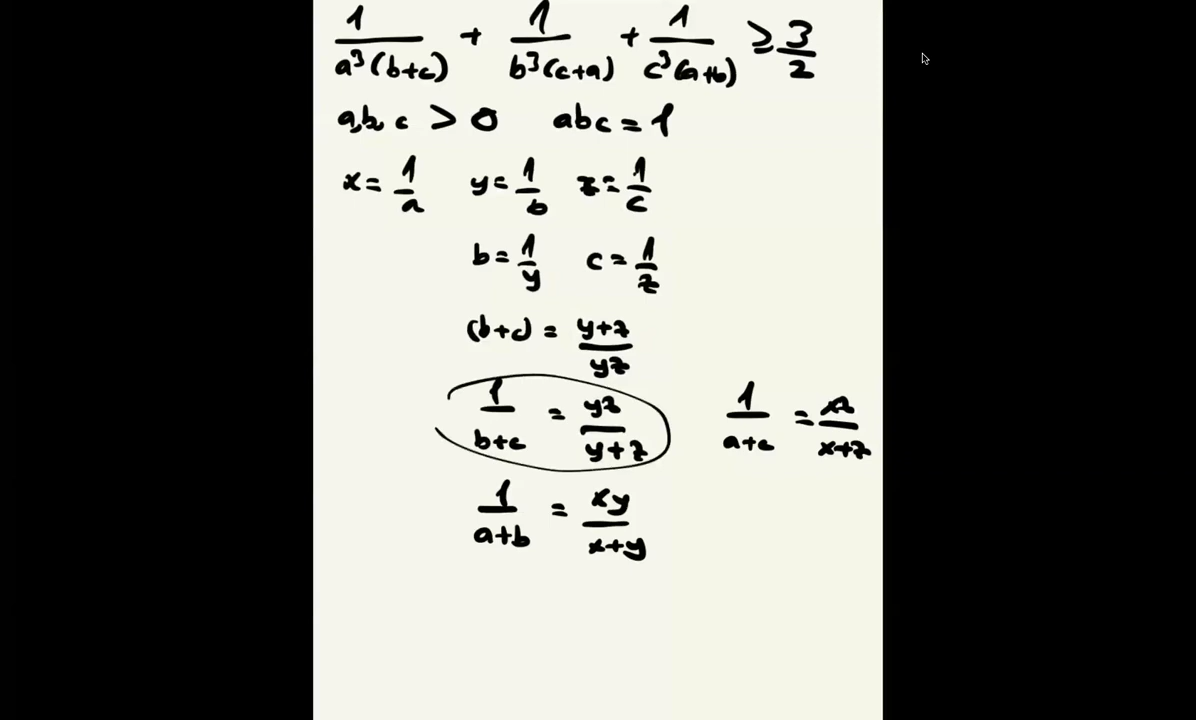 1/(a³(b+c)) + 1/(b³(c+a)) + 1/(c³(a+b)) ≥ 3/2
a,b,c > 0 abc = 1
x = 1/a y = 1/b z = 1/c
b = 1/y c = 1/z
(b+c) = (y+z)/(yz)
1/(b+c) = yz/(y+z) 1/(a+c) = /(x+z)
1/(a+b) = xy/(x+y)